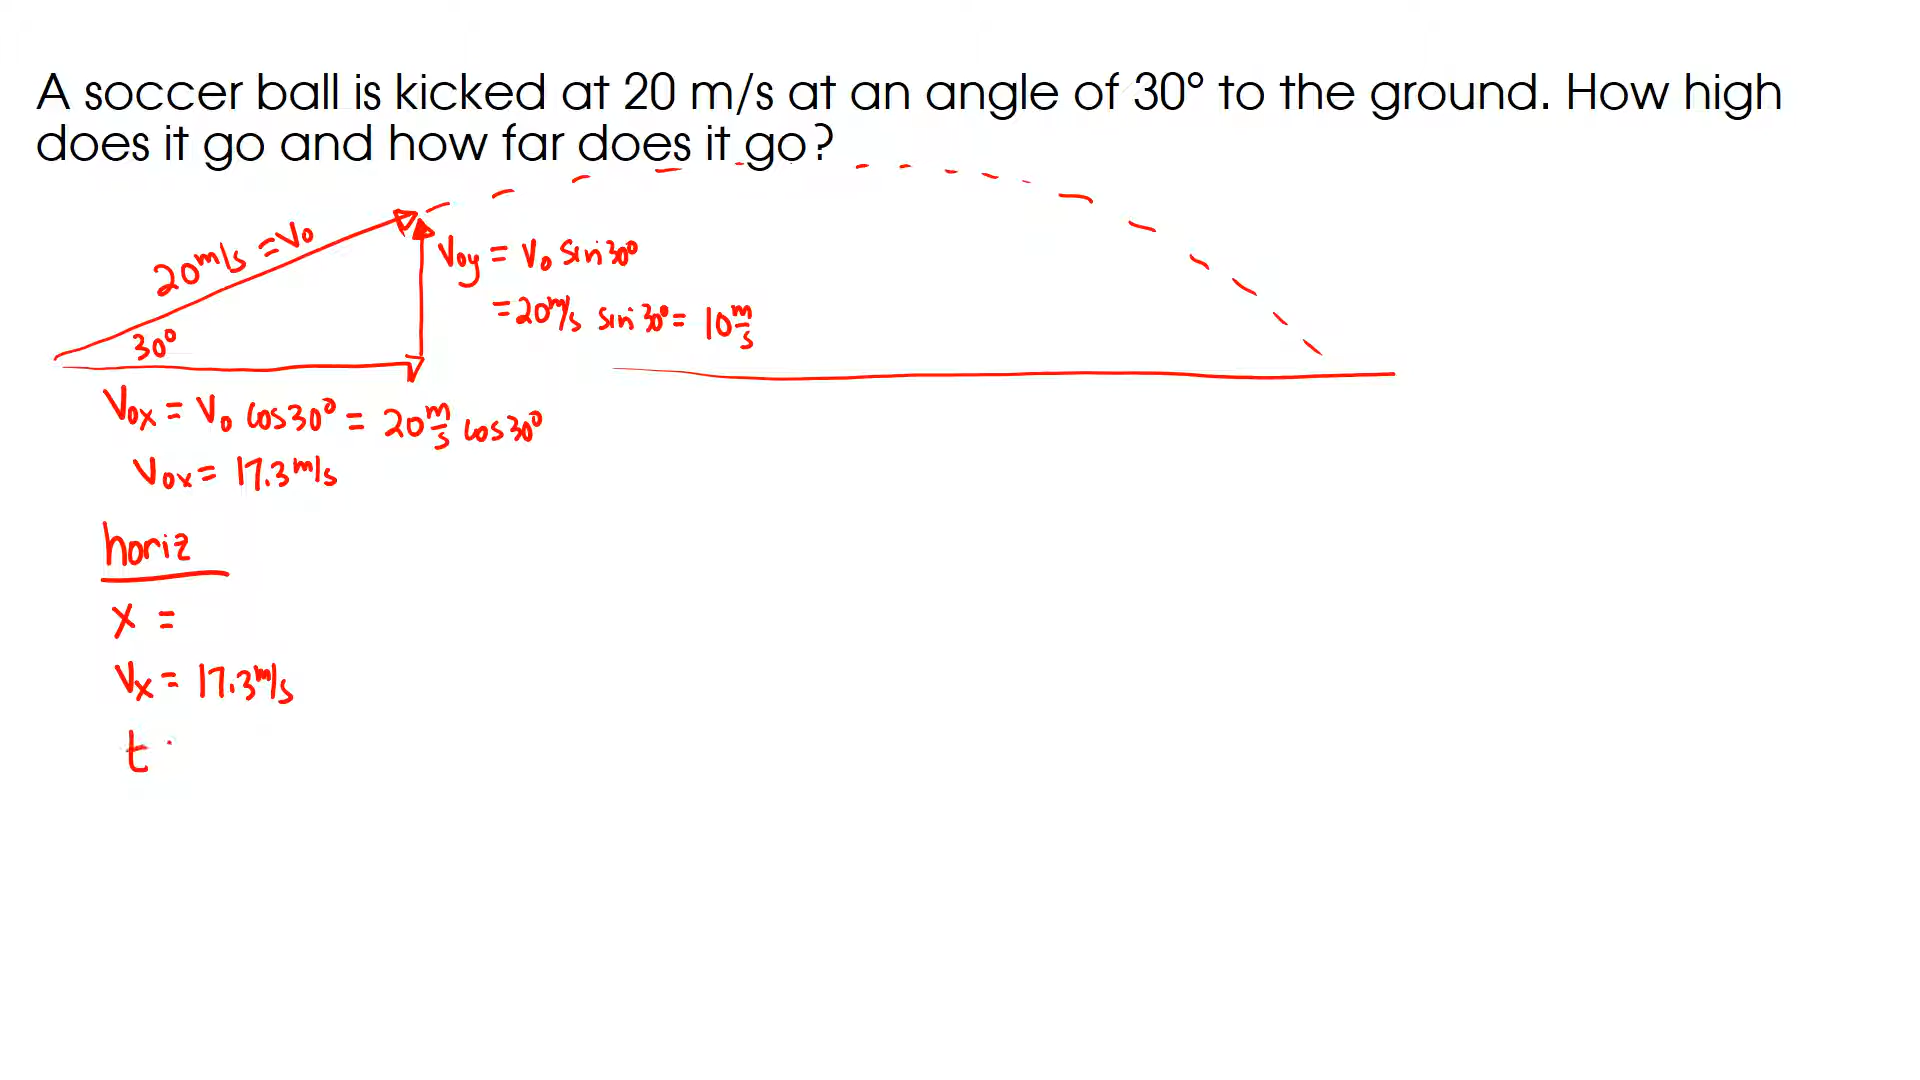 A soccer ball is kicked at 20 m/s at an angle of 30° to the ground. How high
does it go and how far does it go?
20 m/s = V₀
30°
V₀y = V₀ sin 30°
= 20 m/s sin 30° = 10 m/s
V₀x = V₀ cos 30° = 20 m/s cos 30°
V₀x = 17.3 m/s
horiz
x =
Vx = 17.3 m/s
t